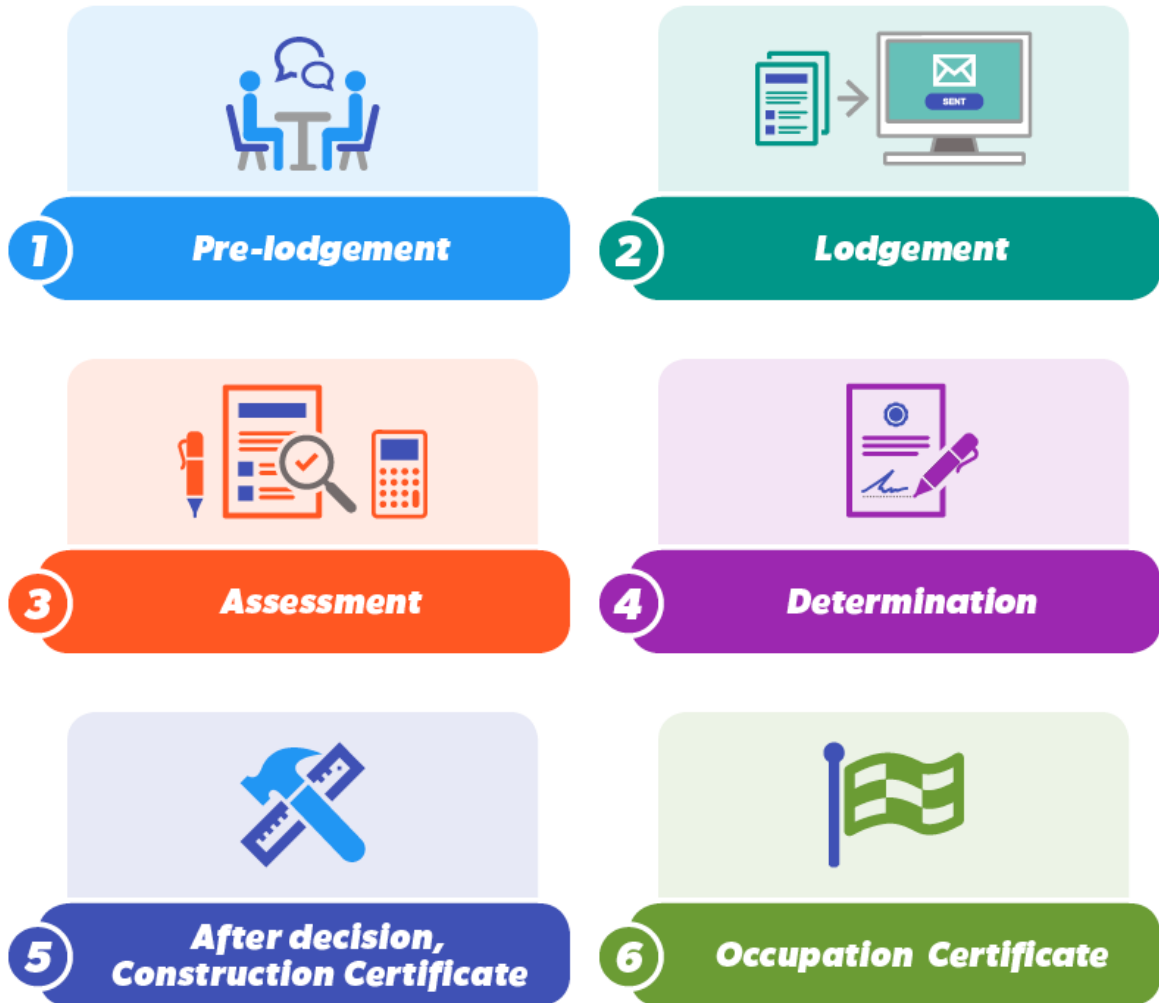 SENT
1 Pre-lodgement
2 Lodgement
3 Assessment
4 Determination
5 After decision,
Construction Certificate
6 Occupation Certificate